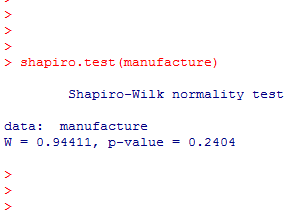 >
>
>
>
> shapiro.test(manufacture)
Shapiro-Wilk normality test
data:  manufacture
W = 0.94411, p-value = 0.2404
>
>
>